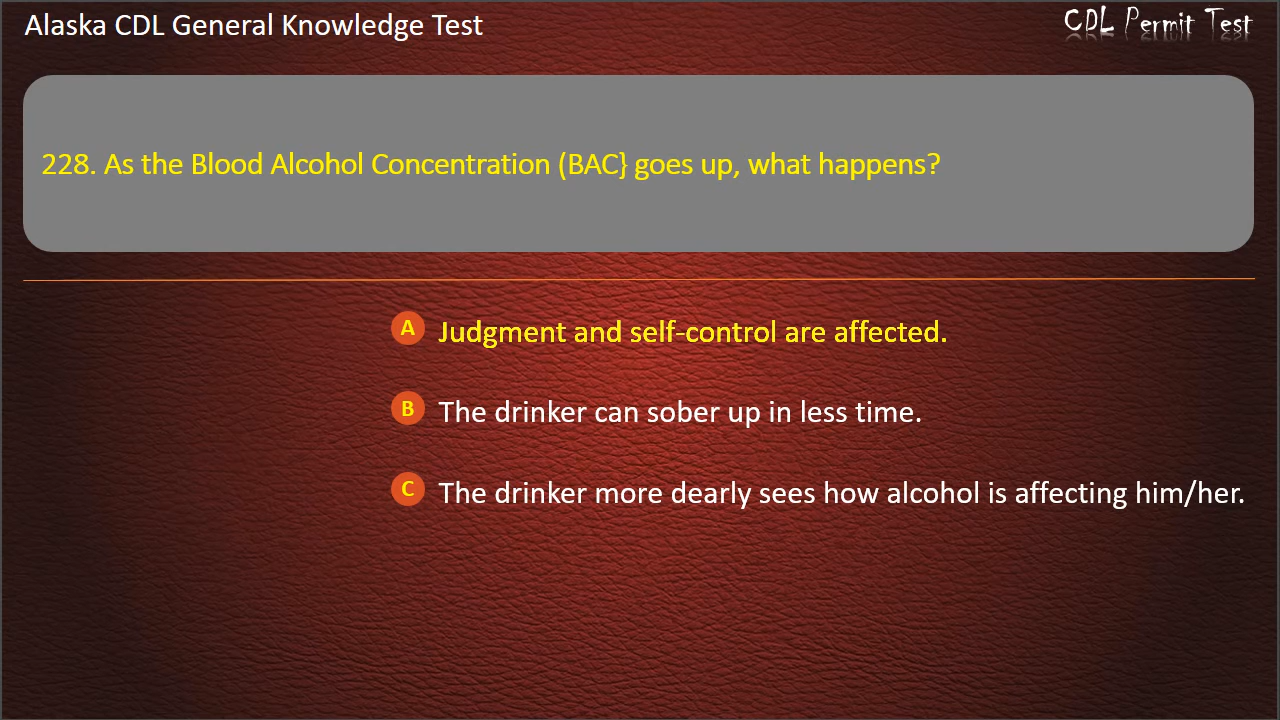 Alaska CDL General Knowledge Test
CDL Permit Test
228. As the Blood Alcohol Concentration (BAC} goes up, what happens?
A Judgment and self-control are affected.
B The drinker can sober up in less time.
C The drinker more dearly sees how alcohol is affecting him/her.